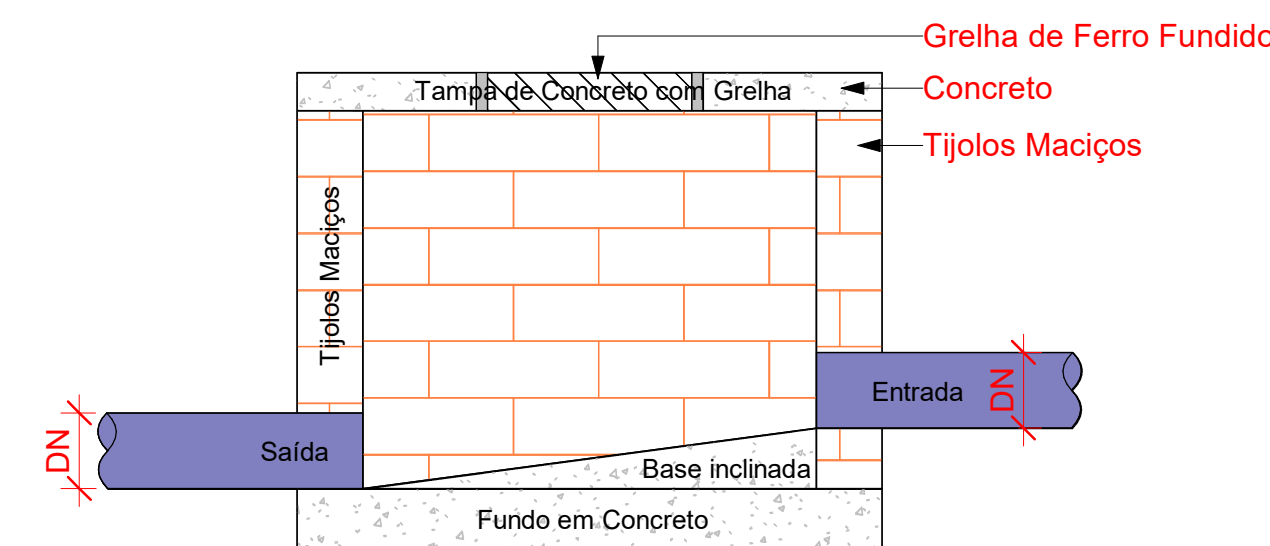 Grelha de Ferro Fundido
Tampa de Concreto com Grelha
Concreto
Tijolos Maciços
Tijolos Maciços
Entrada
DN
DN
Saída
Base inclinada
Fundo em Concreto